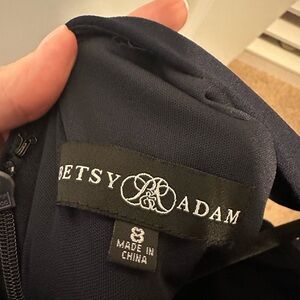 BETSY & ADAM
8
MADE IN
CHINA